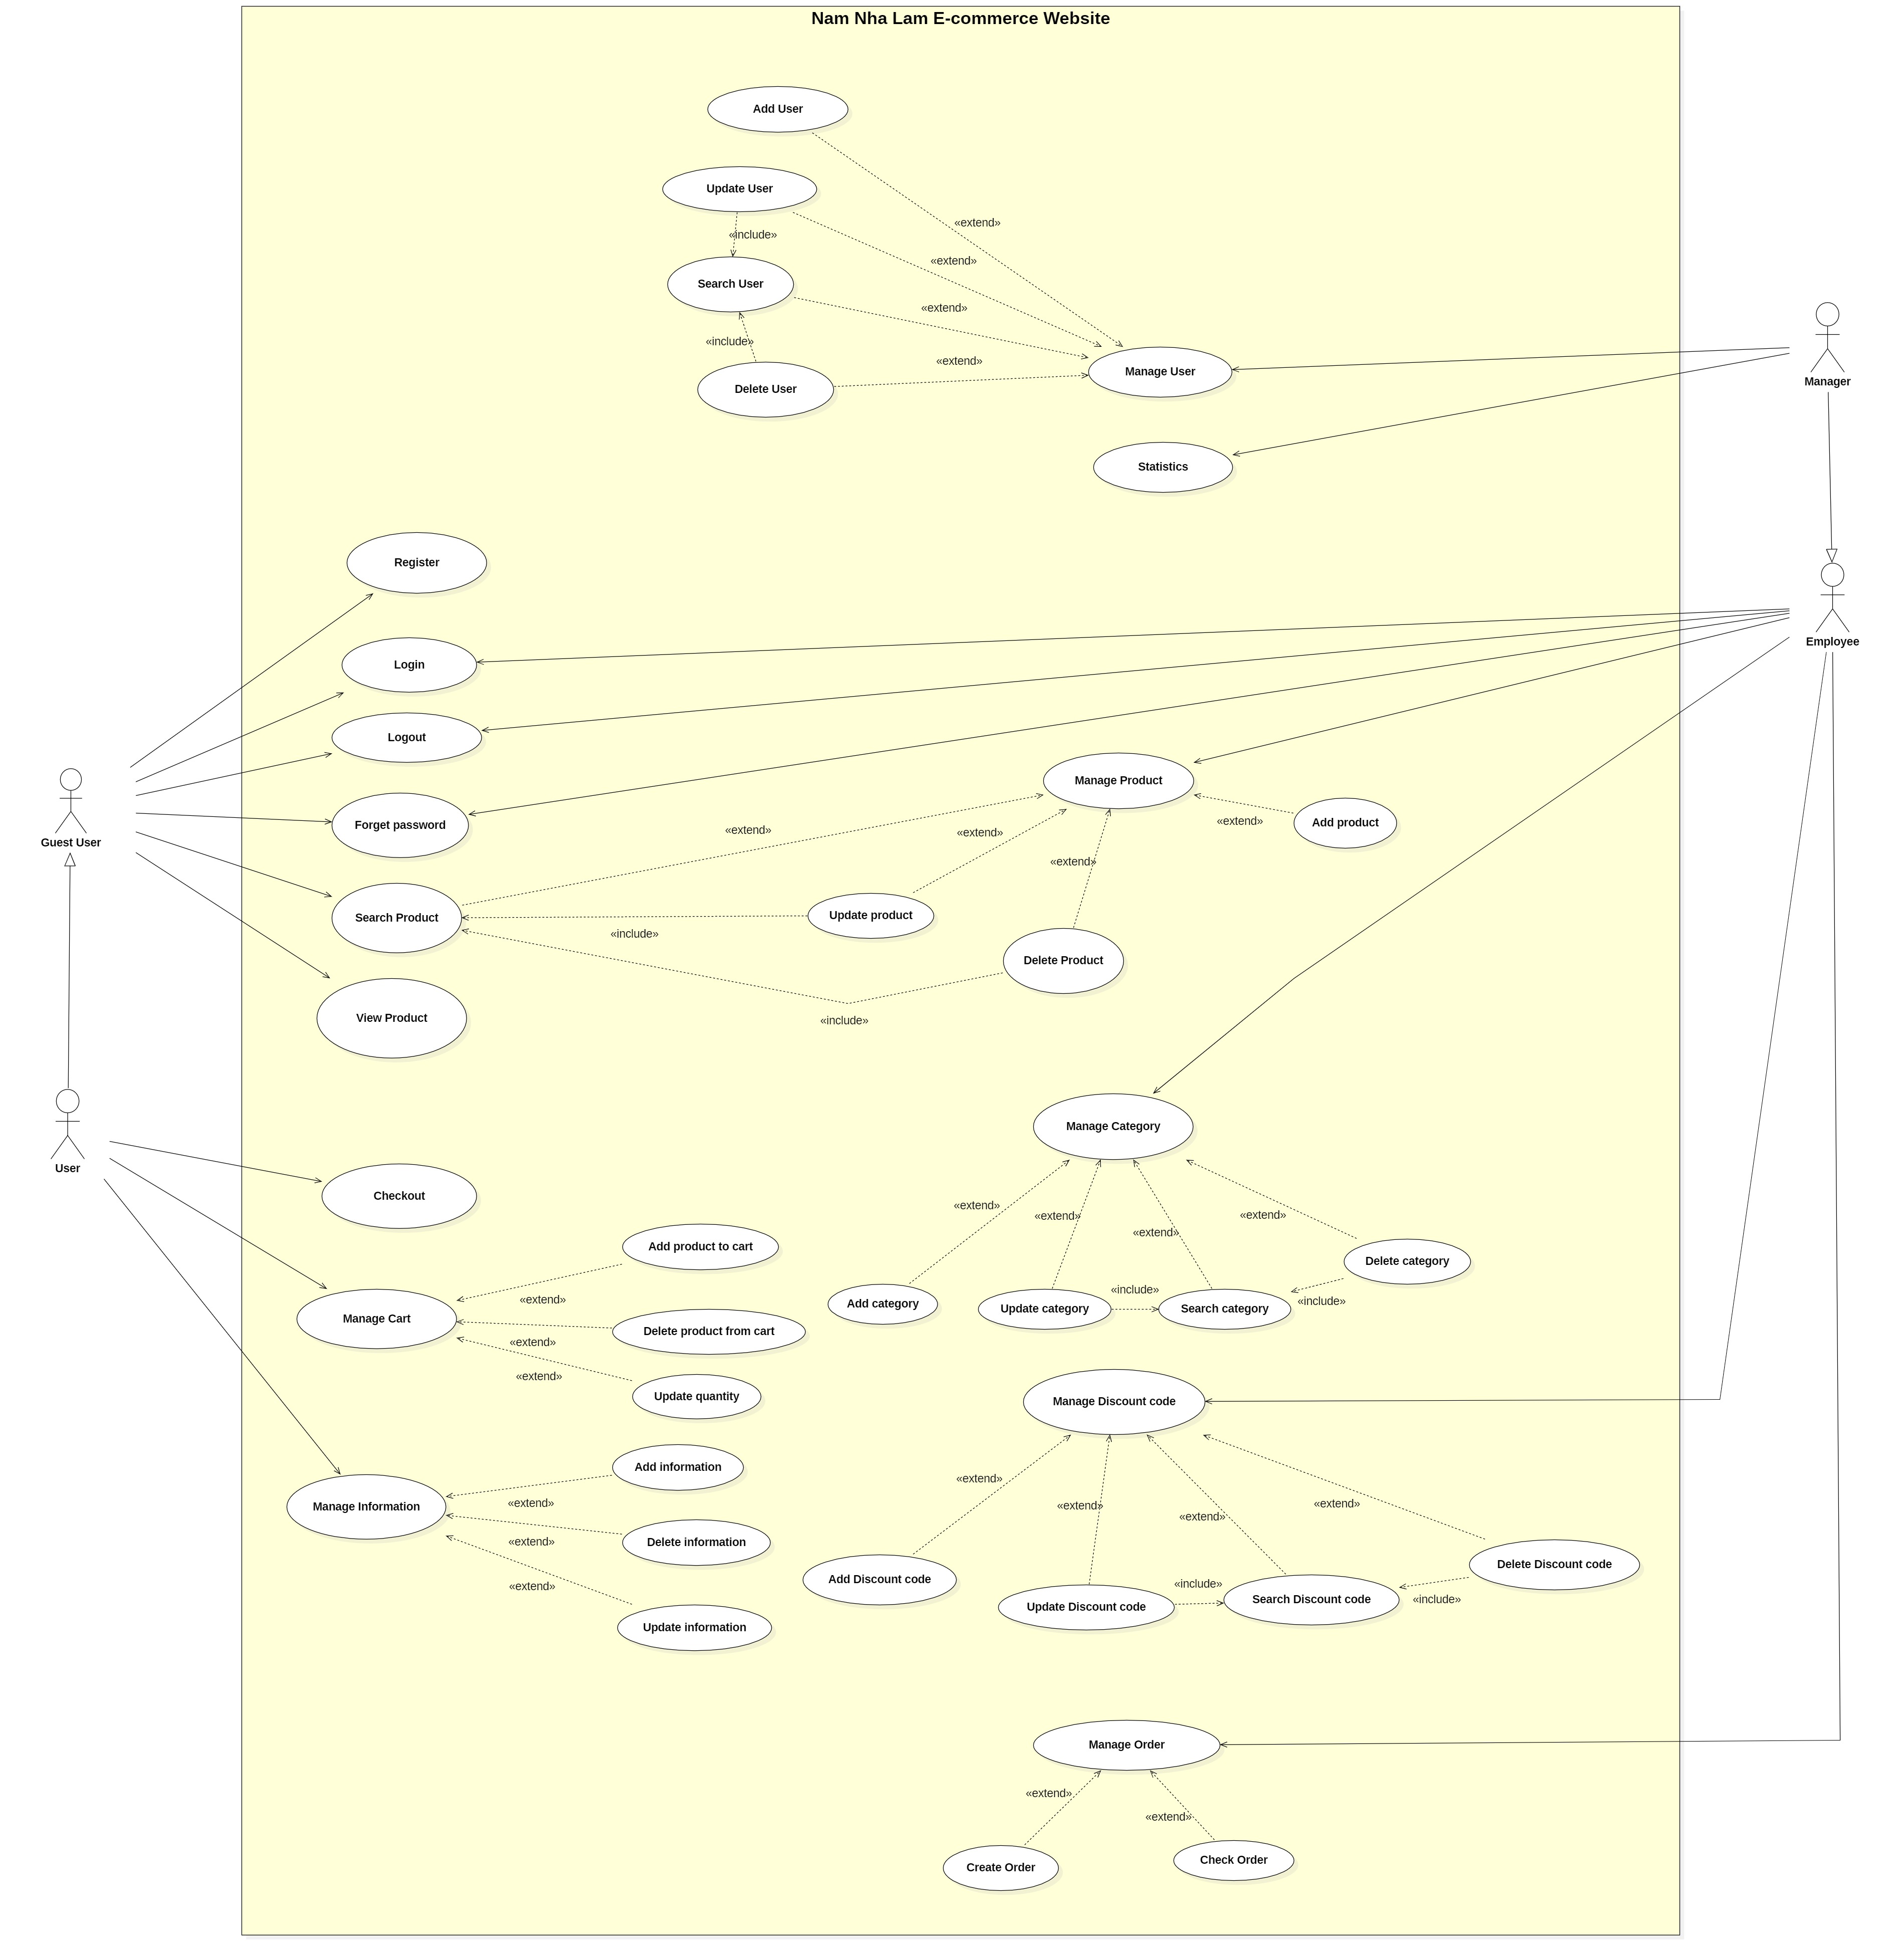 Nam Nha Lam E-commerce Website
Add User
Update User
«extend»
«include»
«extend»
Search User
«extend»
«include»
«extend»
Manage User
Manager
Delete User
Statistics
Register
Employee
Login
Logout
Manage Product
Guest User
Forget password
«extend»
«extend»
«extend»
Add product
«extend»
Search Product
Update product
«include»
Delete Product
View Product
«include»
Manage Category
User
Checkout
«extend»
«extend»
«extend»
«extend»
Add product to cart
Delete category
«extend»
«include»
«include»
Add category
Update category
Search category
Manage Cart
Delete product from cart
«extend»
«extend»
Update quantity
Manage Discount code
Add information
«extend»
«extend»
«extend»
«extend»
«extend»
Manage Information
Delete information
«extend»
«extend»
Delete Discount code
Add Discount code
«include»
«include»
Update Discount code
Search Discount code
Update information
Manage Order
«extend»
«extend»
Create Order
Check Order